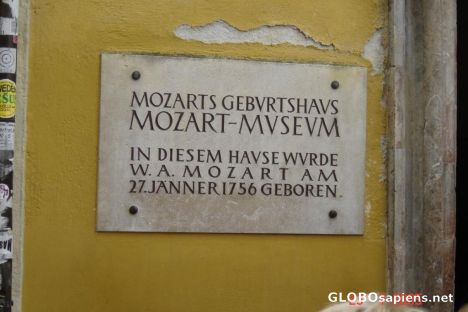 MOZARTS GEBVRTSHAVS
MOZART-MVSEVM
IN DIESEM HAVSE WVRDE
W.A. MOZART AM
27. JÄNNER 1756 GEBOREN.
GLOBOsapiens.net